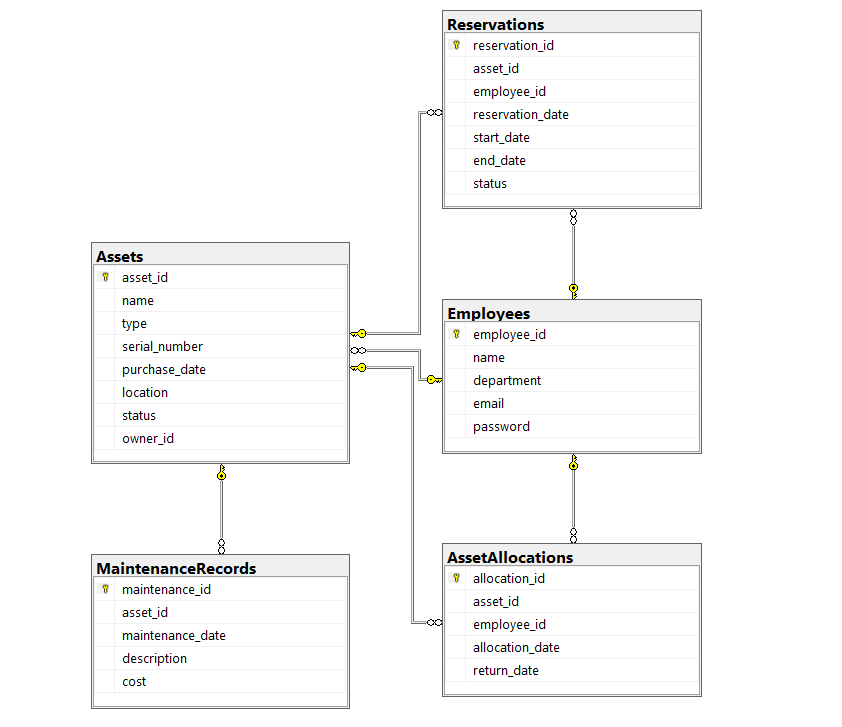 Reservations
reservation_id
asset_id
employee_id
reservation_date
start_date
end_date
status
Assets
asset_id
name
type
serial_number
purchase_date
location
status
owner_id
Employees
employee_id
name
department
email
password
MaintenanceRecords
maintenance_id
asset_id
maintenance_date
description
cost
AssetAllocations
allocation_id
asset_id
employee_id
allocation_date
return_date